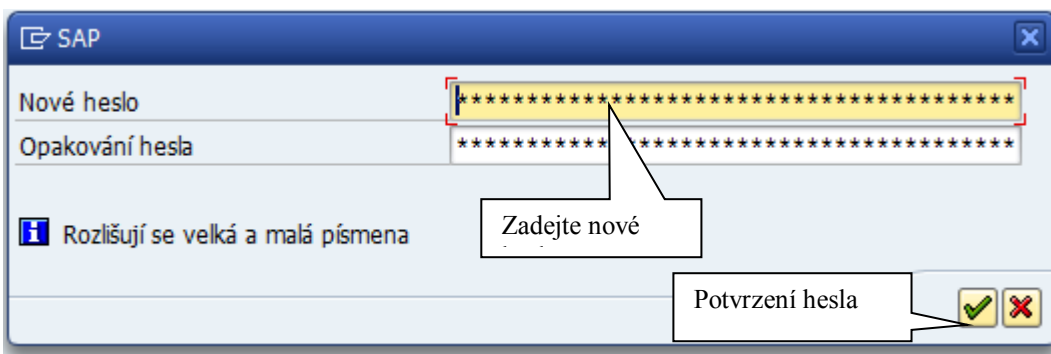 SAP
Nové heslo ****************************************
Opakování hesla ****************************************
Zadejte nové
Rozlišují se velká a malá písmena
Potvrzení hesla